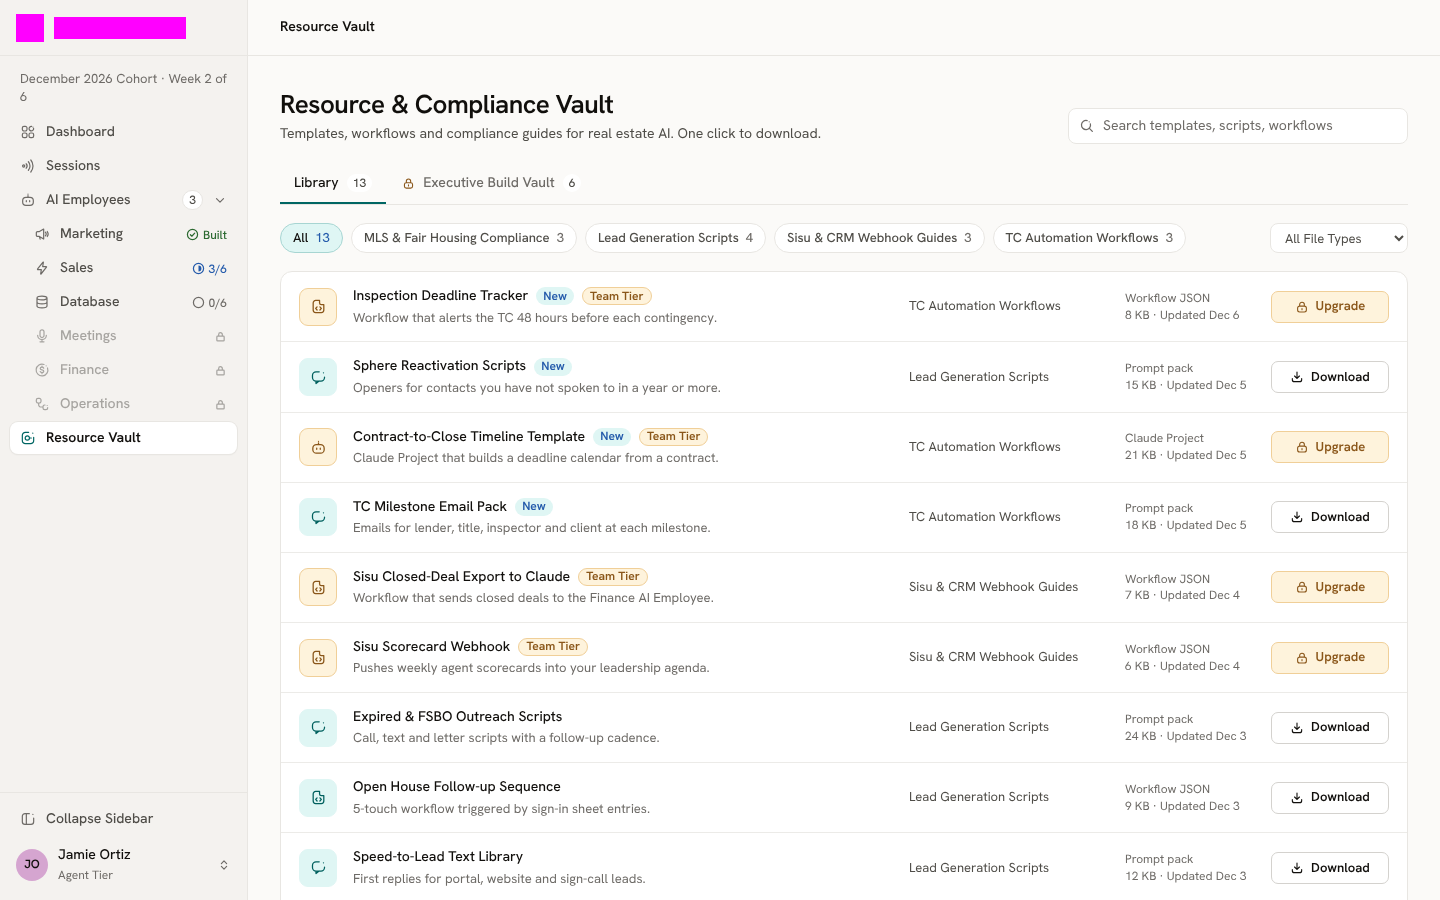 Resource Vault
December 2026 Cohort · Week 2 of
6
Dashboard
Sessions
AI Employees 3
Marketing Built
Sales 3/6
Database 0/6
Meetings
Finance
Operations
Resource Vault
Collapse Sidebar
JO
Jamie Ortiz
Agent Tier
Resource & Compliance Vault
Templates, workflows and compliance guides for real estate AI. One click to download.
Search templates, scripts, workflows
Library 13
Executive Build Vault 6
All 13
MLS & Fair Housing Compliance 3
Lead Generation Scripts 4
Sisu & CRM Webhook Guides 3
TC Automation Workflows 3
All File Types
Inspection Deadline Tracker New Team Tier
Workflow that alerts the TC 48 hours before each contingency.
TC Automation Workflows
Workflow JSON
8 KB · Updated Dec 6
Upgrade
Sphere Reactivation Scripts New
Openers for contacts you have not spoken to in a year or more.
Lead Generation Scripts
Prompt pack
15 KB · Updated Dec 5
Download
Contract-to-Close Timeline Template New Team Tier
Claude Project that builds a deadline calendar from a contract.
TC Automation Workflows
Claude Project
21 KB · Updated Dec 5
Upgrade
TC Milestone Email Pack New
Emails for lender, title, inspector and client at each milestone.
TC Automation Workflows
Prompt pack
18 KB · Updated Dec 5
Download
Sisu Closed-Deal Export to Claude Team Tier
Workflow that sends closed deals to the Finance AI Employee.
Sisu & CRM Webhook Guides
Workflow JSON
7 KB · Updated Dec 4
Upgrade
Sisu Scorecard Webhook Team Tier
Pushes weekly agent scorecards into your leadership agenda.
Sisu & CRM Webhook Guides
Workflow JSON
6 KB · Updated Dec 4
Upgrade
Expired & FSBO Outreach Scripts
Call, text and letter scripts with a follow-up cadence.
Lead Generation Scripts
Prompt pack
24 KB · Updated Dec 3
Download
Open House Follow-up Sequence
5-touch workflow triggered by sign-in sheet entries.
Lead Generation Scripts
Workflow JSON
9 KB · Updated Dec 3
Download
Speed-to-Lead Text Library
First replies for portal, website and sign-call leads.
Lead Generation Scripts
Prompt pack
12 KB · Updated Dec 3
Download